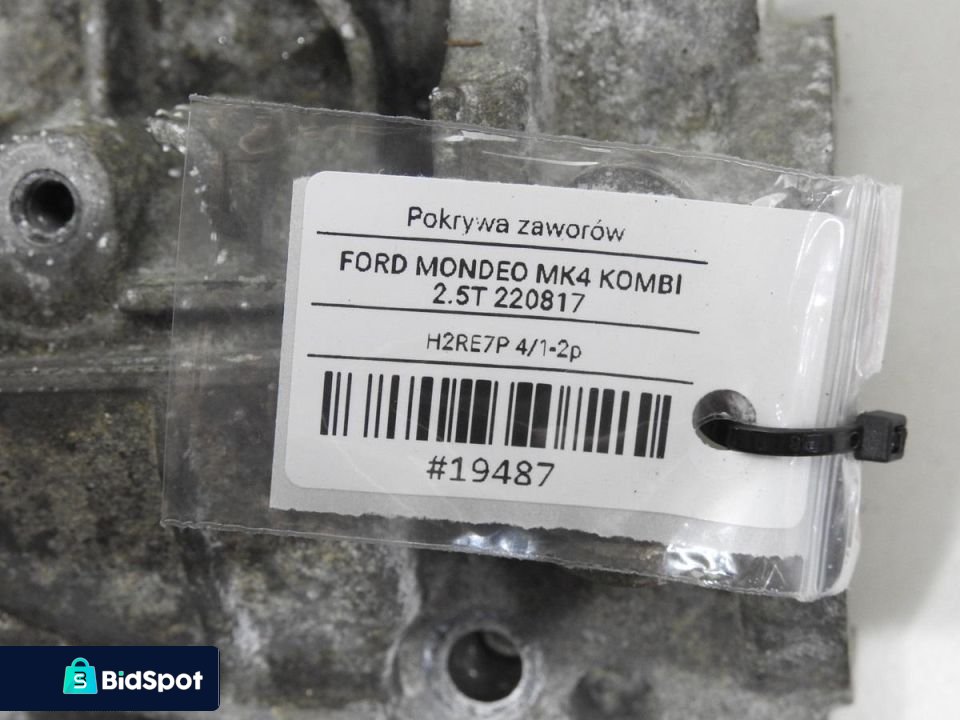 Pokrywa zaworów
FORD MONDEO MK4 KOMBI
2.5T 220817
H2RE7P 4/1-2p
#19487
S
BidSpot